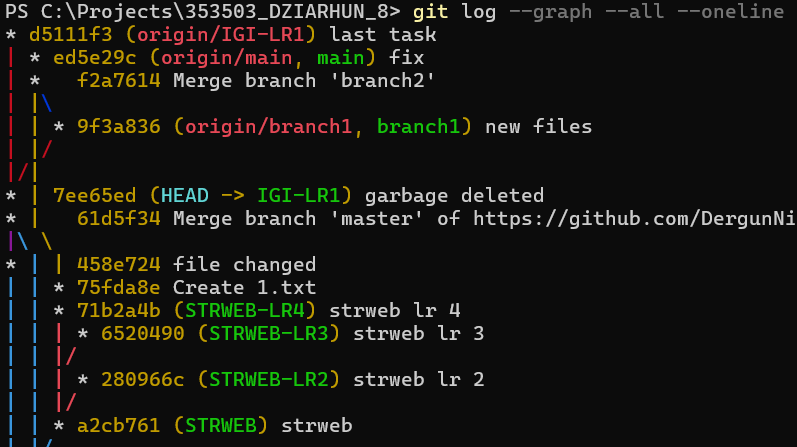 PS C:\Projects\353503_DZIARHUN_8> git log --graph --all --oneline
* d5111f3 (origin/IGI-LR1) last task
| * ed5e29c (origin/main, main) fix
| *   f2a7614 Merge branch 'branch2'
| |\
| | * 9f3a836 (origin/branch1, branch1) new files
| |/
|/|
* | 7ee65ed (HEAD -> IGI-LR1) garbage deleted
* |   61d5f34 Merge branch 'master' of https://github.com/DergunNi
|\ \
* | | 458e724 file changed
| | * 75fda8e Create 1.txt
| | * 71b2a4b (STRWEB-LR4) strweb lr 4
| | | * 6520490 (STRWEB-LR3) strweb lr 3
| | |/
| | | * 280966c (STRWEB-LR2) strweb lr 2
| | |/
| | * a2cb761 (STRWEB) strweb
| |/